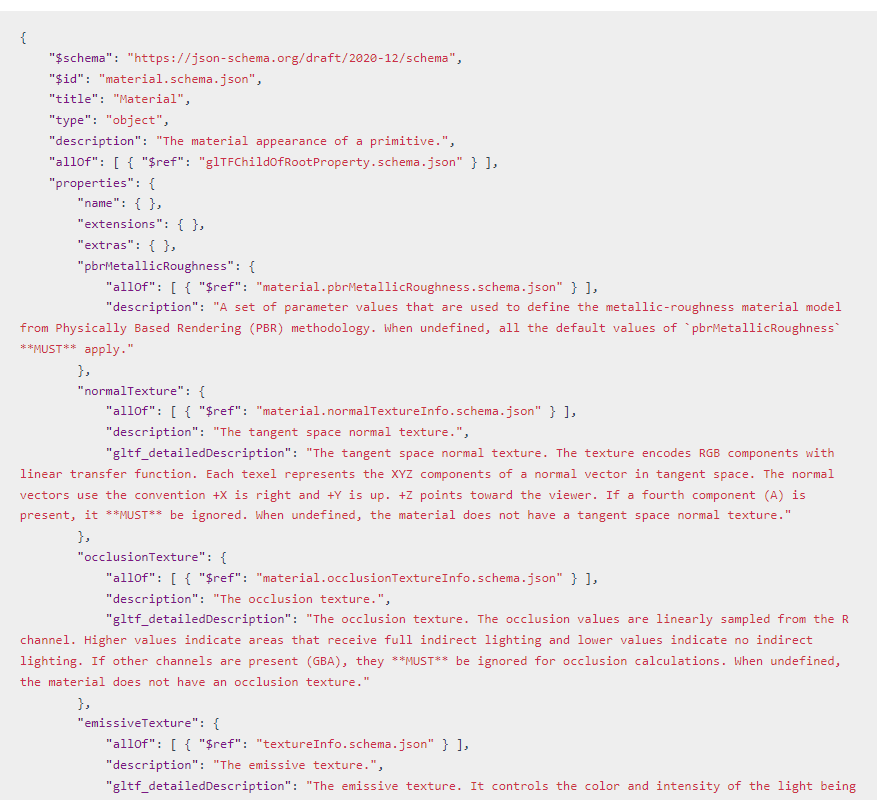 {
    "$schema": "https://json-schema.org/draft/2020-12/schema",
    "$id": "material.schema.json",
    "title": "Material",
    "type": "object",
    "description": "The material appearance of a primitive.",
    "allOf": [ { "$ref": "glTFChildOfRootProperty.schema.json" } ],
    "properties": {
        "name": { },
        "extensions": { },
        "extras": { },
        "pbrMetallicRoughness": {
            "allOf": [ { "$ref": "material.pbrMetallicRoughness.schema.json" } ],
            "description": "A set of parameter values that are used to define the metallic-roughness material model
from Physically Based Rendering (PBR) methodology. When undefined, all the default values of `pbrMetallicRoughness`
**MUST** apply."
        },
        "normalTexture": {
            "allOf": [ { "$ref": "material.normalTextureInfo.schema.json" } ],
            "description": "The tangent space normal texture.",
            "gltf_detailedDescription": "The tangent space normal texture. The texture encodes RGB components with
linear transfer function. Each texel represents the XYZ components of a normal vector in tangent space. The normal
vectors use the convention +X is right and +Y is up. +Z points toward the viewer. If a fourth component (A) is
present, it **MUST** be ignored. When undefined, the material does not have a tangent space normal texture."
        },
        "occlusionTexture": {
            "allOf": [ { "$ref": "material.occlusionTextureInfo.schema.json" } ],
            "description": "The occlusion texture.",
            "gltf_detailedDescription": "The occlusion texture. The occlusion values are linearly sampled from the R
channel. Higher values indicate areas that receive full indirect lighting and lower values indicate no indirect
lighting. If other channels are present (GBA), they **MUST** be ignored for occlusion calculations. When undefined,
the material does not have an occlusion texture."
        },
        "emissiveTexture": {
            "allOf": [ { "$ref": "textureInfo.schema.json" } ],
            "description": "The emissive texture.",
            "gltf_detailedDescription": "The emissive texture. It controls the color and intensity of the light being